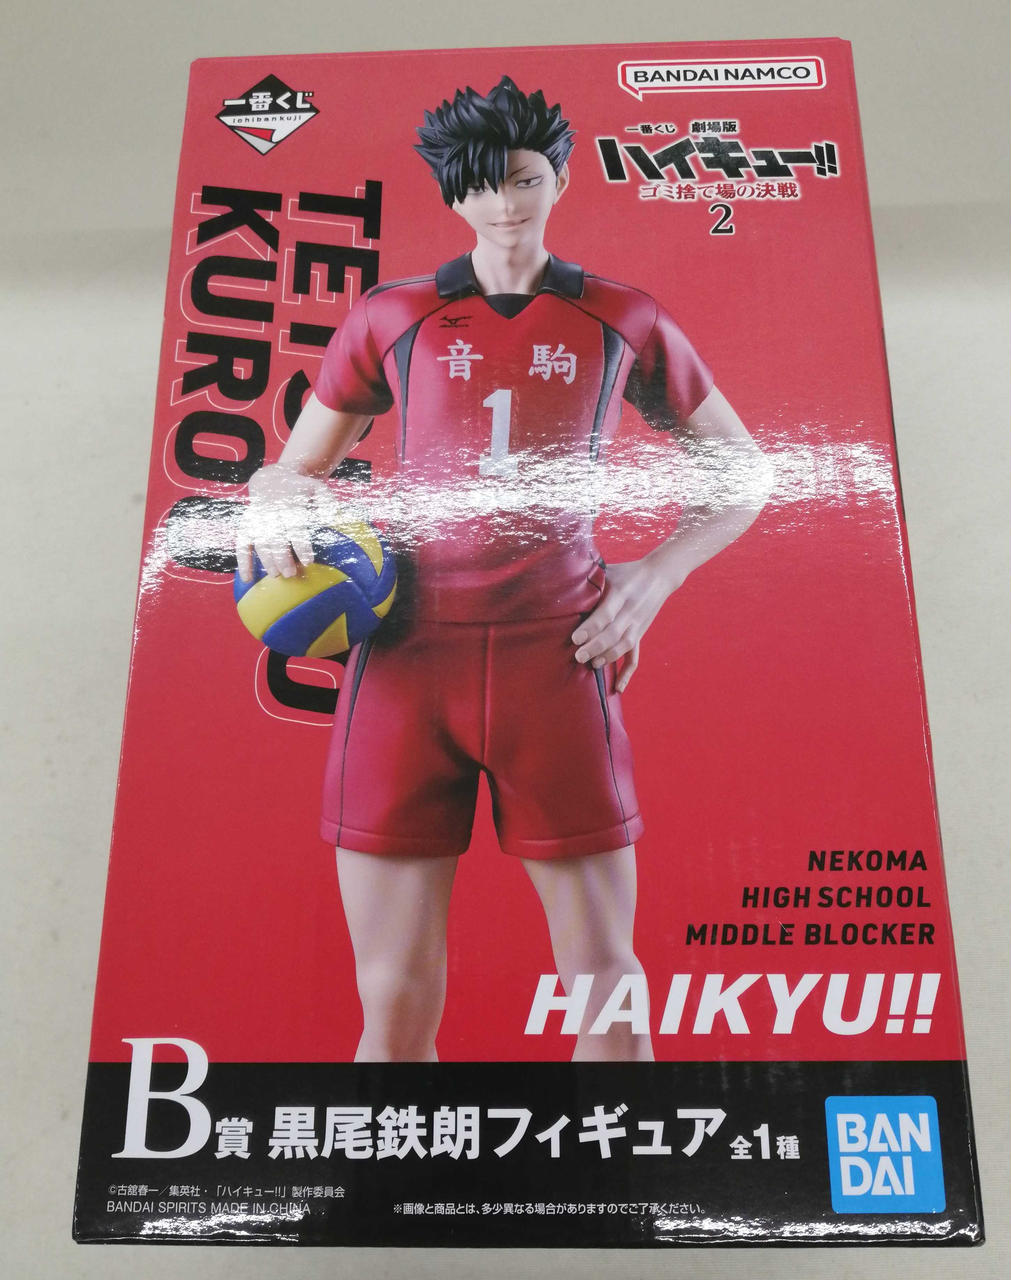 一番くじ
ichibankuji
BANDAI NAMCO
一番くじ 劇場版
ハイキュー!!
ゴミ捨て場の決戦
2
KUROO
音駒
1
NEKOMA
HIGH SCHOOL
MIDDLE BLOCKER
HAIKYU!!
B賞 黒尾鉄朗フィギュア 全1種
BAN
DAI
©古舘春一/集英社・「ハイキュー!!」製作委員会
BANDAI SPIRITS MADE IN CHINA
※画像と商品とは、多少異なる場合がありますのでご了承ください。